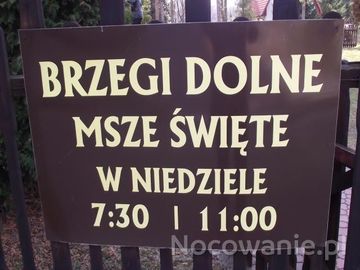 BRZEGI DOLNE
MSZE ŚWIĘTE
W NIEDZIELE
7:30 | 11:00
Nocowanie.pl